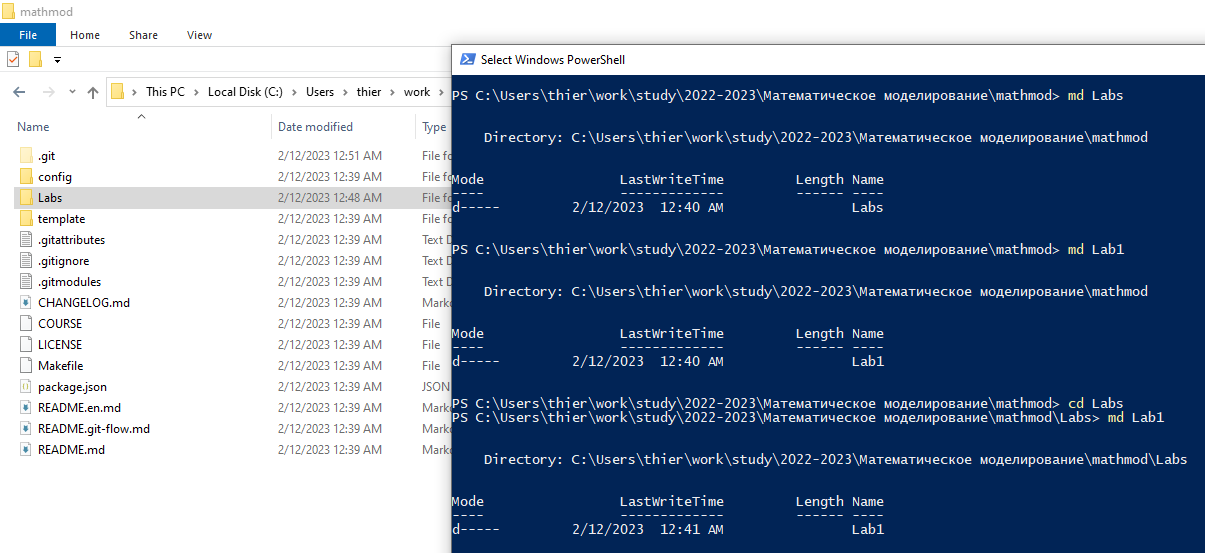 mathmod
File Home Share View
This PC > Local Disk (C:) > Users > thier > work >
Name Date modified Type
.git 2/12/2023 12:51 AM File fo
config 2/12/2023 12:39 AM File fo
Labs 2/12/2023 12:48 AM File fo
template 2/12/2023 12:39 AM File fo
.gitattributes 2/12/2023 12:39 AM Text D
.gitignore 2/12/2023 12:39 AM Text D
.gitmodules 2/12/2023 12:39 AM Text D
CHANGELOG.md 2/12/2023 12:39 AM Marko
COURSE 2/12/2023 12:39 AM File
LICENSE 2/12/2023 12:39 AM File
Makefile 2/12/2023 12:39 AM File
package.json 2/12/2023 12:39 AM JSON
README.en.md 2/12/2023 12:39 AM Marko
README.git-flow.md 2/12/2023 12:39 AM Marko
README.md 2/12/2023 12:39 AM Marko
Select Windows PowerShell
PS C:\Users\thier\work\study\2022-2023\Математическое моделирование\mathmod> md Labs
Directory: C:\Users\thier\work\study\2022-2023\Математическое моделирование\mathmod
Mode LastWriteTime Length Name
---- ------------- ------ ----
d----- 2/12/2023 12:40 AM Labs
PS C:\Users\thier\work\study\2022-2023\Математическое моделирование\mathmod> md Lab1
Directory: C:\Users\thier\work\study\2022-2023\Математическое моделирование\mathmod
Mode LastWriteTime Length Name
---- ------------- ------ ----
d----- 2/12/2023 12:40 AM Lab1
PS C:\Users\thier\work\study\2022-2023\Математическое моделирование\mathmod> cd Labs
PS C:\Users\thier\work\study\2022-2023\Математическое моделирование\mathmod\Labs> md Lab1
Directory: C:\Users\thier\work\study\2022-2023\Математическое моделирование\mathmod\Labs
Mode LastWriteTime Length Name
---- ------------- ------ ----
d----- 2/12/2023 12:41 AM Lab1